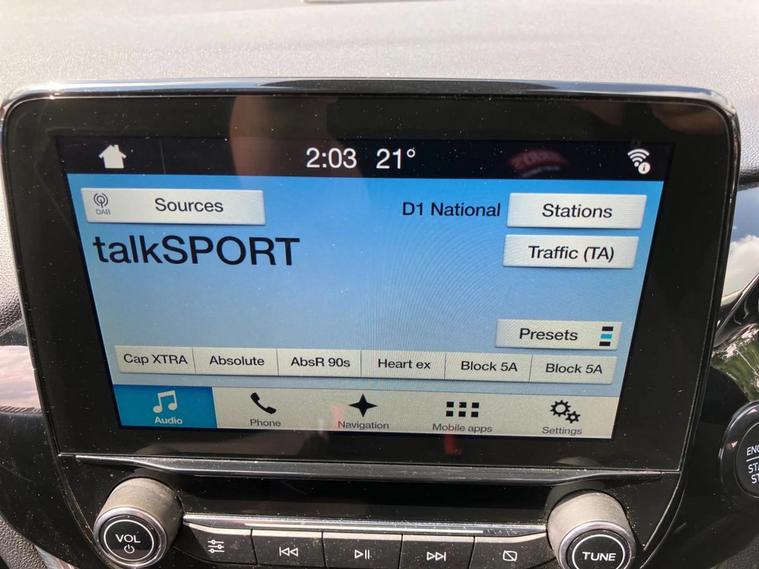 2:03 21°
DAB
Sources
D1 National
Stations
talkSPORT
Traffic (TA)
Presets
Cap XTRA
Absolute
AbsR 90s
Heart ex
Block 5A
Block 5A
Audio
Phone
Navigation
Mobile apps
Settings
VOL
TUNE